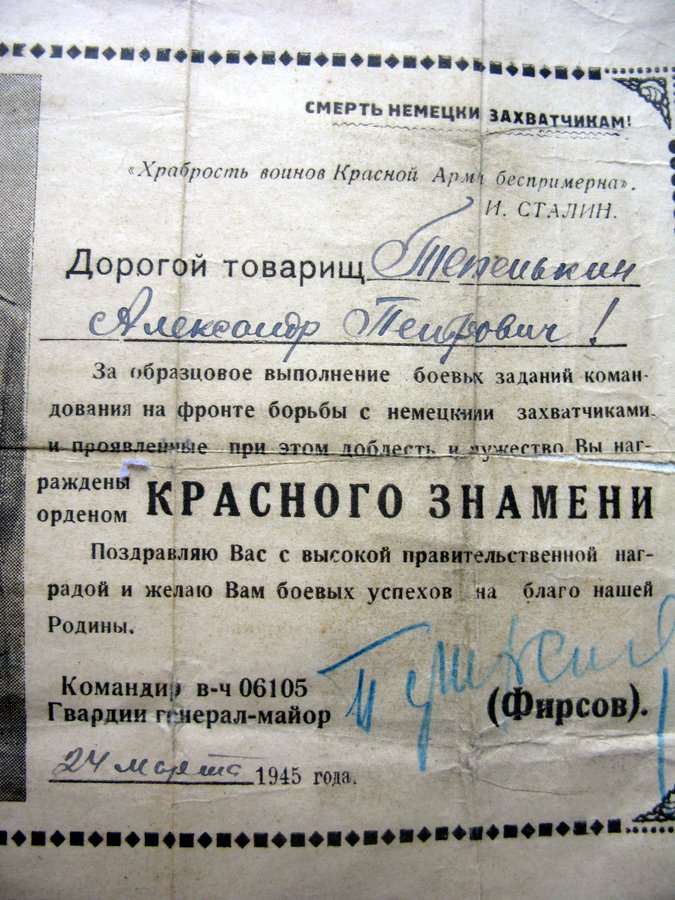 СМЕРТЬ НЕМЕЦКИ ЗАХВАТЧИКАМ!
«Храбрость воинов Красной Арми беспримерна».
И. СТАЛИН.
Дорогой товарищ
Александр Петрович!
За образцовое выполнение боевых заданий коман-
дования на фронте борьбы с немецкими захватчиками
и проявленные при этом доблесть и мужество Вы наг-
раждены
орденом КРАСНОГО ЗНАМЕНИ
Поздравляю Вас с высокой правительственной наг-
радой и желаю Вам боевых успехов на благо нашей
Родины.
Командир в-ч 06105
Гвардии генерал-майор (Фирсов).
24 марта 1945 года.